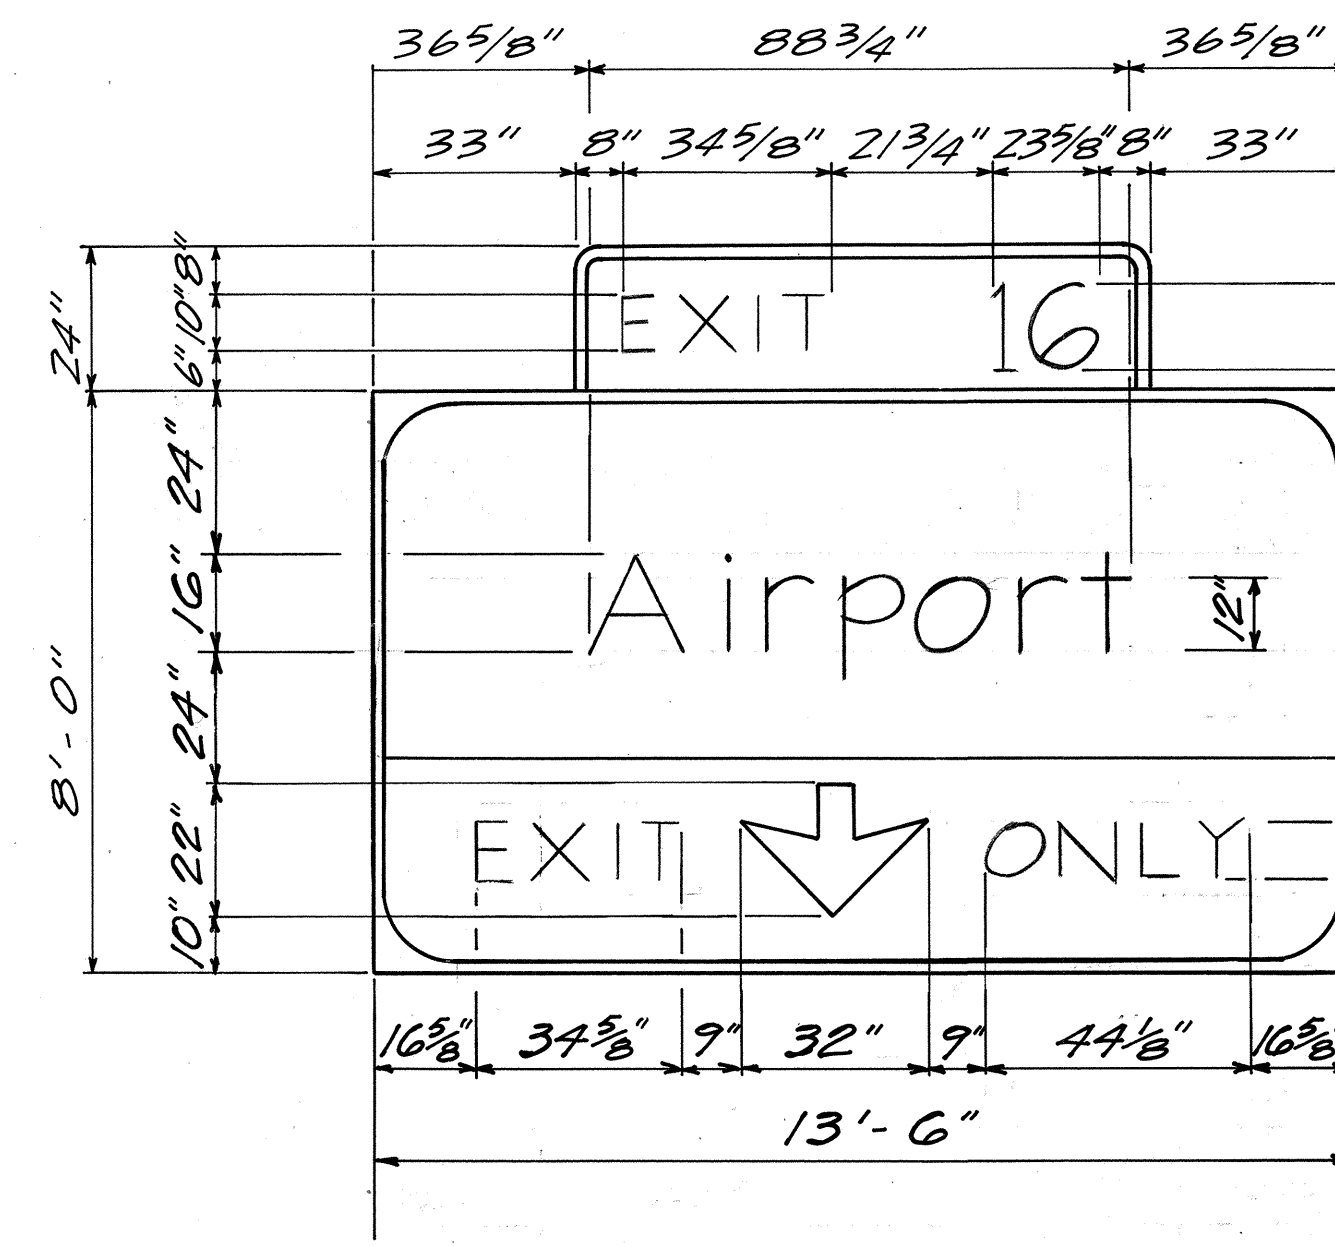 36 5/8" 88 3/4" 36 5/8"
33" 8" 34 5/8" 21 3/4" 23 5/8" 8" 33"
24"
8"
10"
6"
EXIT 16
24"
16"
Airport
12"
8'-0"
24"
22"
EXIT ONLY
10"
16 5/8" 34 5/8" 9" 32" 9" 44 1/8" 16 5/8
13'-6"